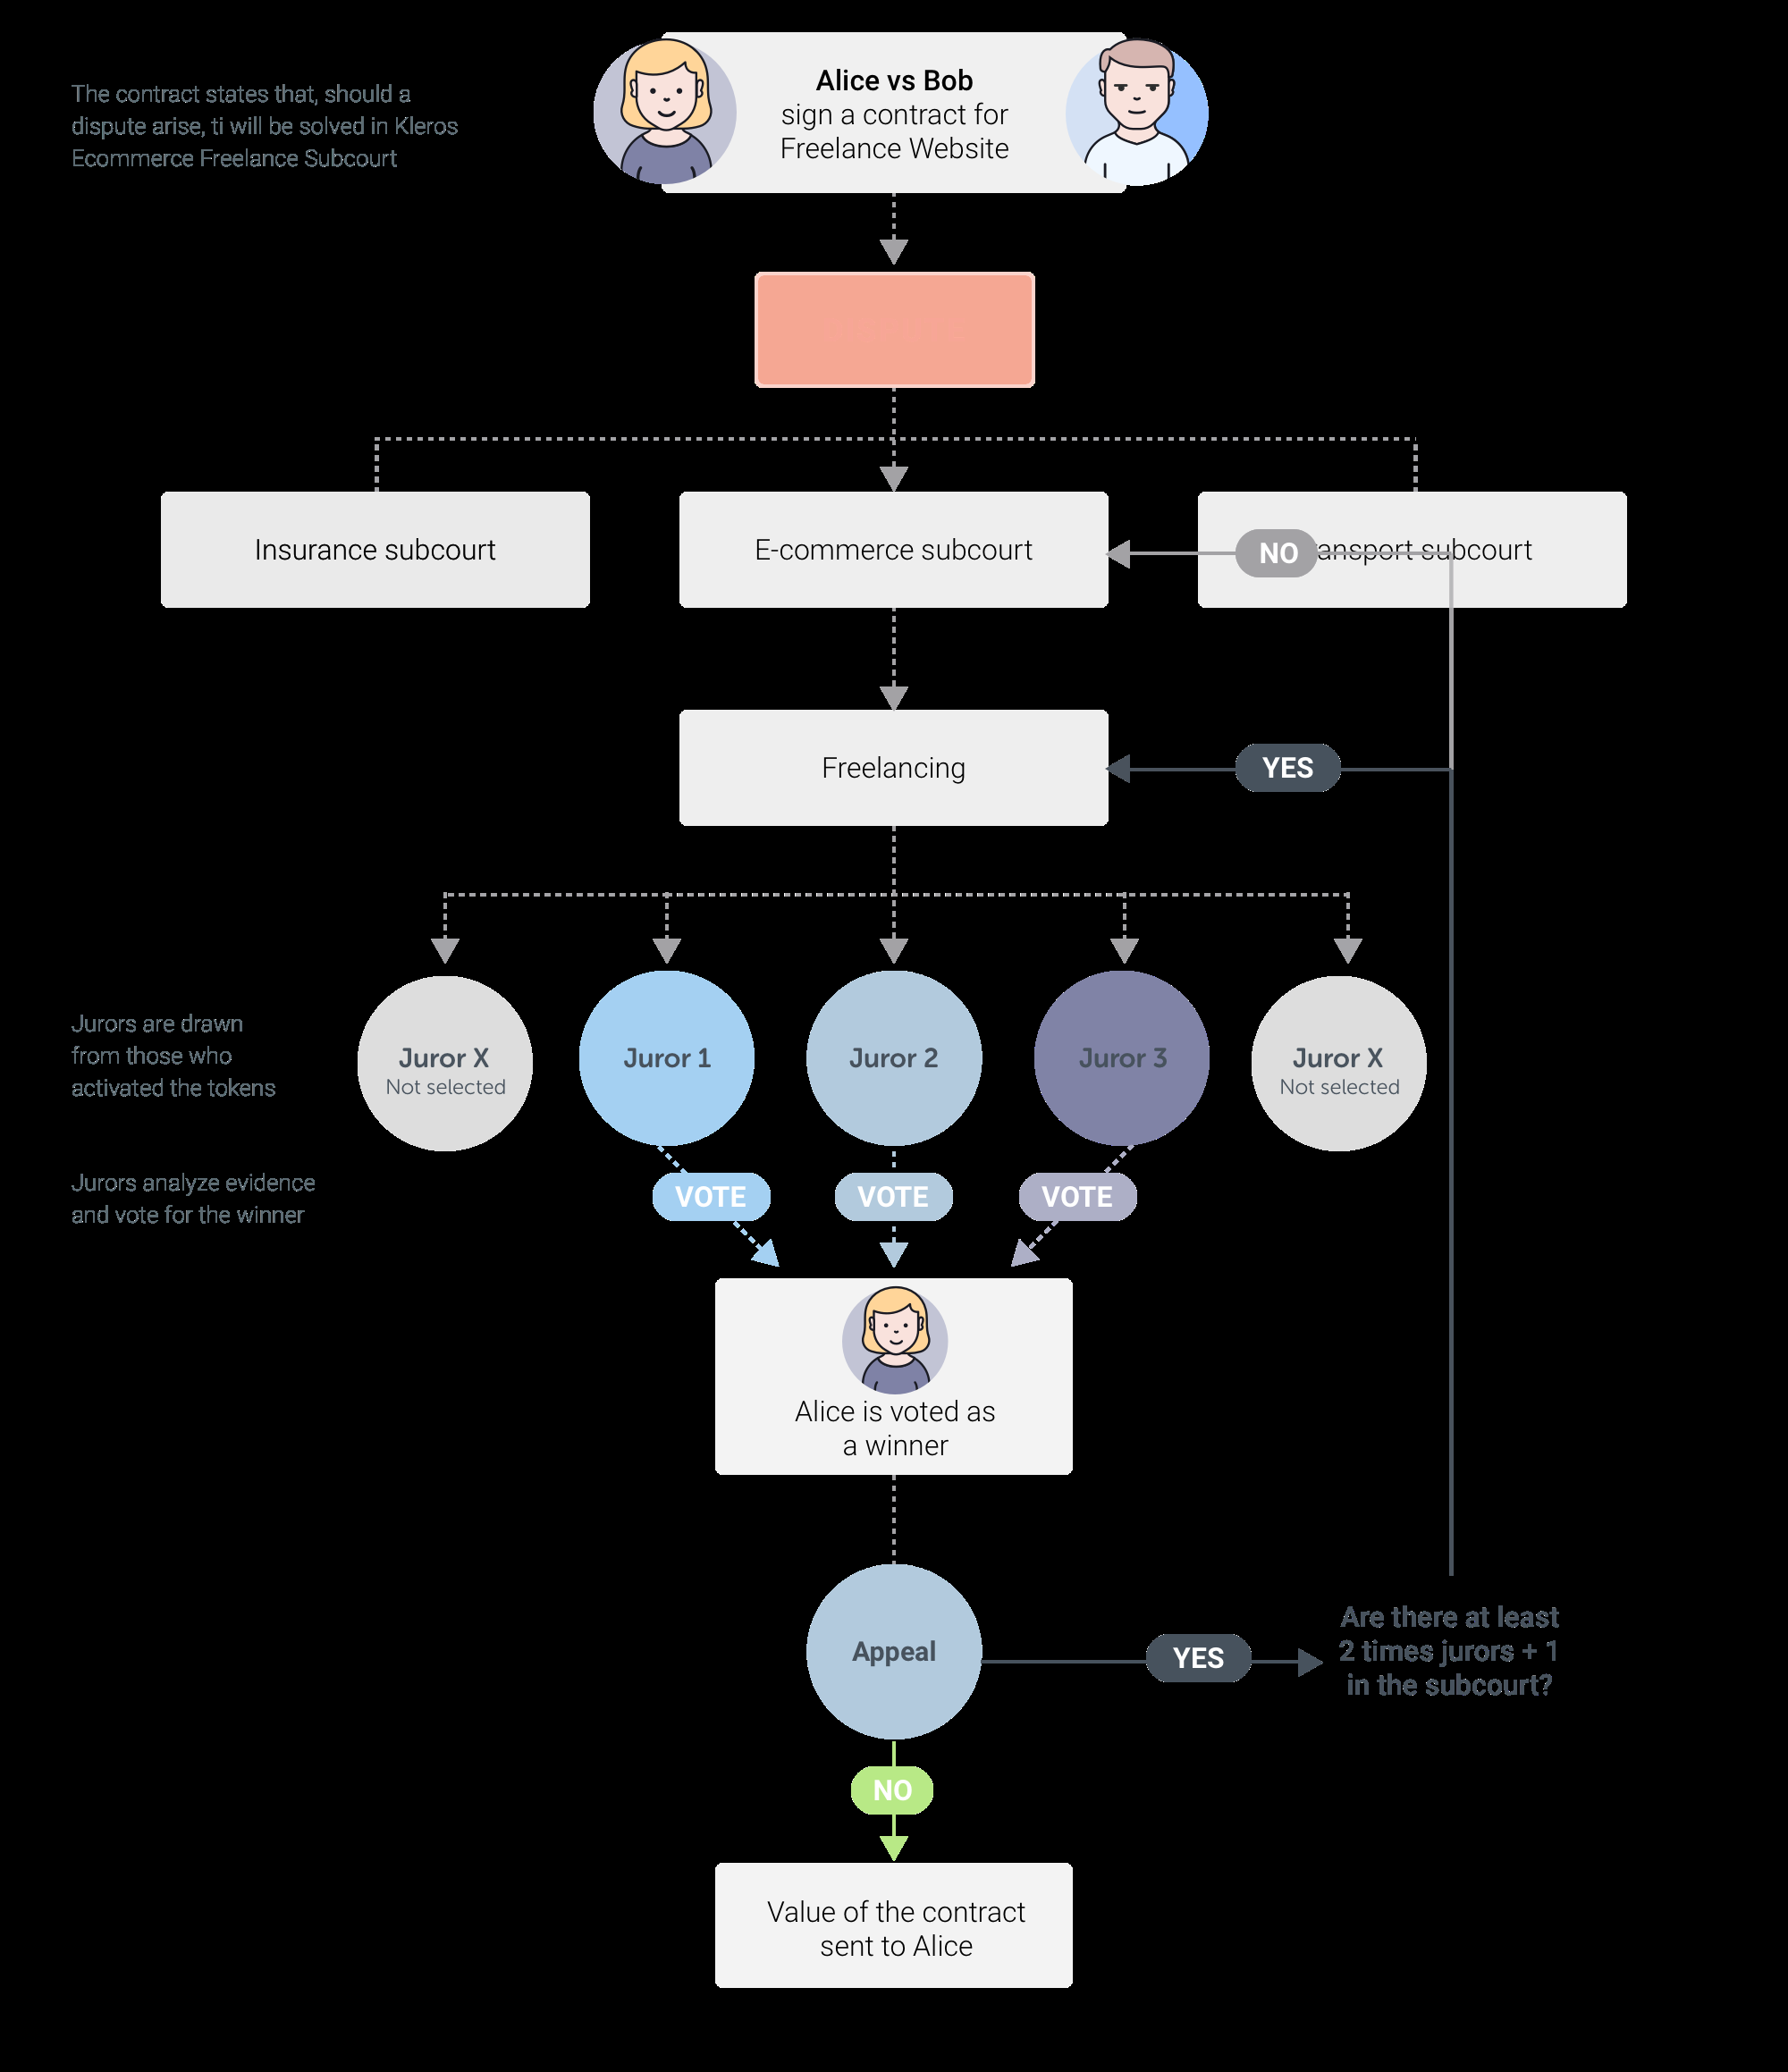 The contract states that, should a
dispute arise, ti will be solved in Kleros
Ecommerce Freelance Subcourt
Alice vs Bob
sign a contract for
Freelance Website
Insurance subcourt
E-commerce subcourt
NO
ansport subcourt
Freelancing
YES
Jurors are drawn
from those who
activated the tokens
Juror X
Not selected
Juror 1
Juror 2
Juror 3
Juror X
Not selected
Jurors analyze evidence
and vote for the winner
VOTE
VOTE
VOTE
Alice is voted as
a winner
Appeal
YES
Are there at least
2 times jurors + 1
in the subcourt?
NO
Value of the contract
sent to Alice